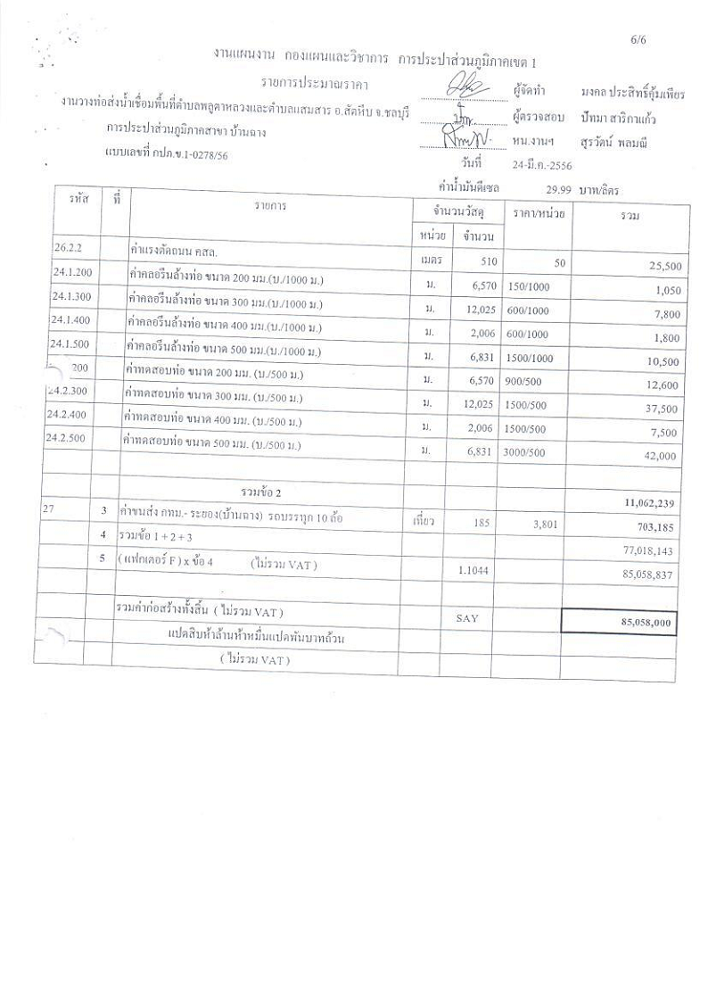 6/6
งานแผนงาน กองแผนและวิชาการ การประปาส่วนภูมิภาคเขต 1
รายการประมาณราคา
ผู้จัดทำ มงคล ประสิทธิ์คุ้มเพียร
งานวางท่อส่งน้ำเชื่อมพื้นที่ตำบลพลูตาหลวงและตำบลแสมสาร อ.สัตหีบ จ.ชลบุรี
ผู้ตรวจสอบ ปัทมา สาริกาแก้ว
การประปาส่วนภูมิภาคสาขา บ้านฉาง
หน.งานฯ สุรวัตน์ พลมณี
แบบเลขที่ กปภ.ข.1-0278/56
วันที่ 24-มี.ค.-2556
ค่าน้ำมันดีเซล 29.99 บาท/ลิตร
รหัส ที่ รายการ จำนวนวัสดุ ราคา/หน่วย รวม
หน่วย จำนวน
26.2.2 ค่าแรงตัดถนน คสล. เมตร 510 50 25,500
24.1.200 ค่าคลอรีนล้างท่อ ขนาด 200 มม.(บ./1000 ม.) ม. 6,570 150/1000 1,050
24.1.300 ค่าคลอรีนล้างท่อ ขนาด 300 มม.(บ./1000 ม.) ม. 12,025 600/1000 7,800
24.1.400 ค่าคลอรีนล้างท่อ ขนาด 400 มม.(บ./1000 ม.) ม. 2,006 600/1000 1,800
24.1.500 ค่าคลอรีนล้างท่อ ขนาด 500 มม.(บ./1000 ม.) ม. 6,831 1500/1000 10,500
200 ค่าทดสอบท่อ ขนาด 200 มม. (บ./500 ม.) ม. 6,570 900/500 12,600
24.2.300 ค่าทดสอบท่อ ขนาด 300 มม. (บ./500 ม.) ม. 12,025 1500/500 37,500
24.2.400 ค่าทดสอบท่อ ขนาด 400 มม. (บ./500 ม.) ม. 2,006 1500/500 7,500
24.2.500 ค่าทดสอบท่อ ขนาด 500 มม. (บ./500 ม.) ม. 6,831 3000/500 42,000
รวมข้อ 2 11,062,239
27 3 ค่าขนส่ง กทม.- ระยอง(บ้านฉาง) รถบรรทุก 10 ล้อ เที่ยว 185 3,801 703,185
4 รวมข้อ 1 + 2 + 3 77,018,143
5 ( แฟกเตอร์ F ) x ข้อ 4 (ไม่รวม VAT ) 1.1044 85,058,837
รวมค่าก่อสร้างทั้งสิ้น ( ไม่รวม VAT ) SAY 85,058,000
แปดสิบห้าล้านห้าหมื่นแปดพันบาทถ้วน
( ไม่รวม VAT )